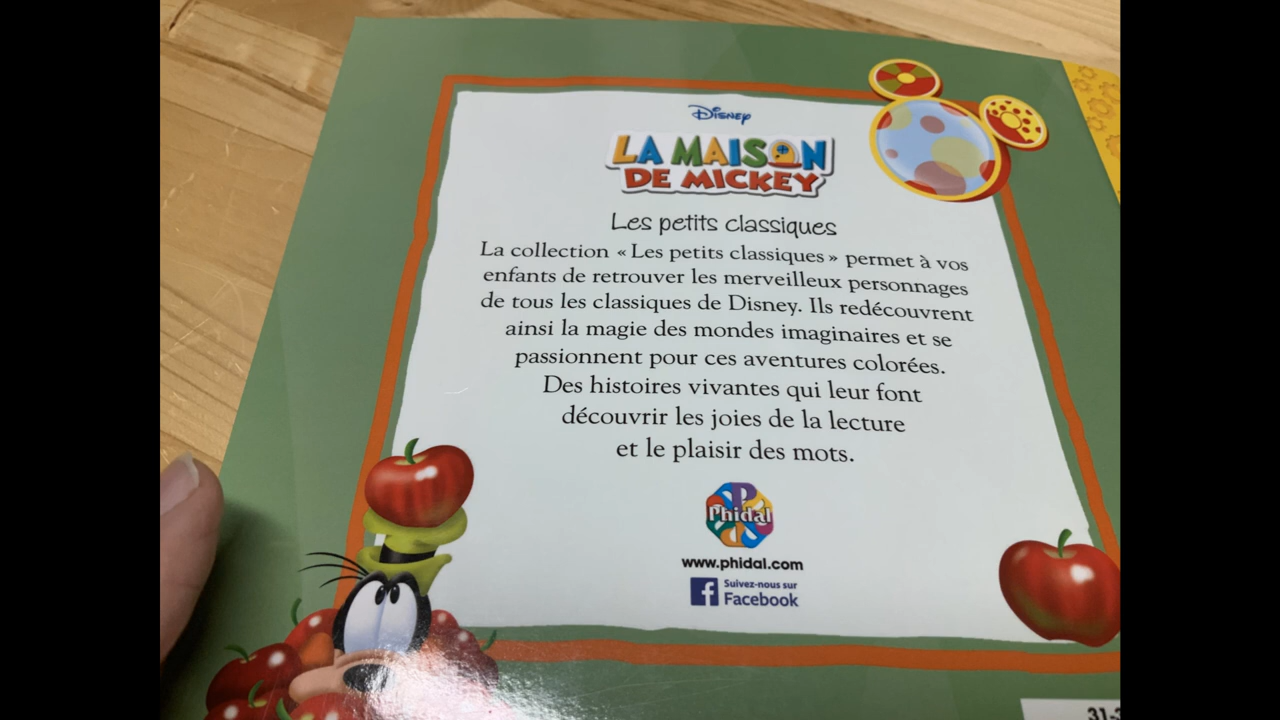 Disney
LA MAISON
DE MICKEY
Les petits classiques
La collection « Les petits classiques » permet à vos
enfants de retrouver les merveilleux personnages
de tous les classiques de Disney. Ils redécouvrent
ainsi la magie des mondes imaginaires et se
passionnent pour ces aventures colorées.
Des histoires vivantes qui leur font
découvrir les joies de la lecture
et le plaisir des mots.
Phidal
www.phidal.com
Suivez-nous sur
Facebook